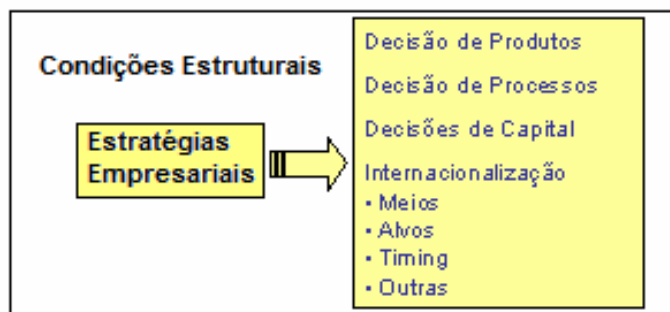 Condições Estruturais
Estratégias
Empresariais
Decisão de Produtos
Decisão de Processos
Decisões de Capital
Internacionalização
• Meios
• Alvos
• Timing
• Outras